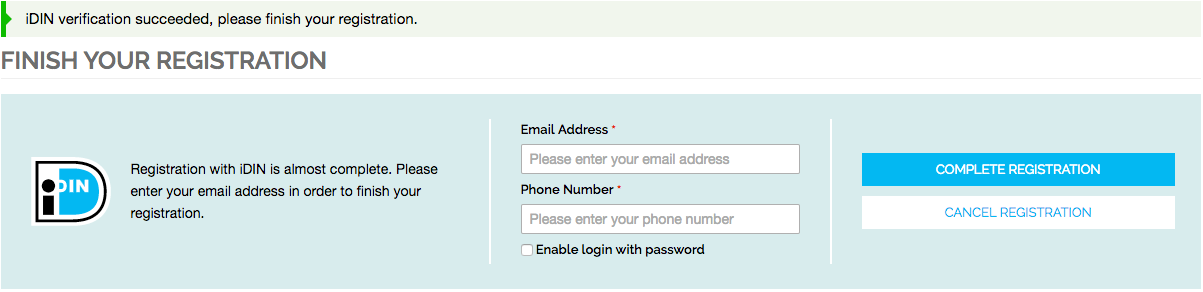 iDIN verification succeeded, please finish your registration.
FINISH YOUR REGISTRATION
iDIN
Registration with iDIN is almost complete. Please
enter your email address in order to finish your
registration.
Email Address *
Please enter your email address
Phone Number *
Please enter your phone number
Enable login with password
COMPLETE REGISTRATION
CANCEL REGISTRATION